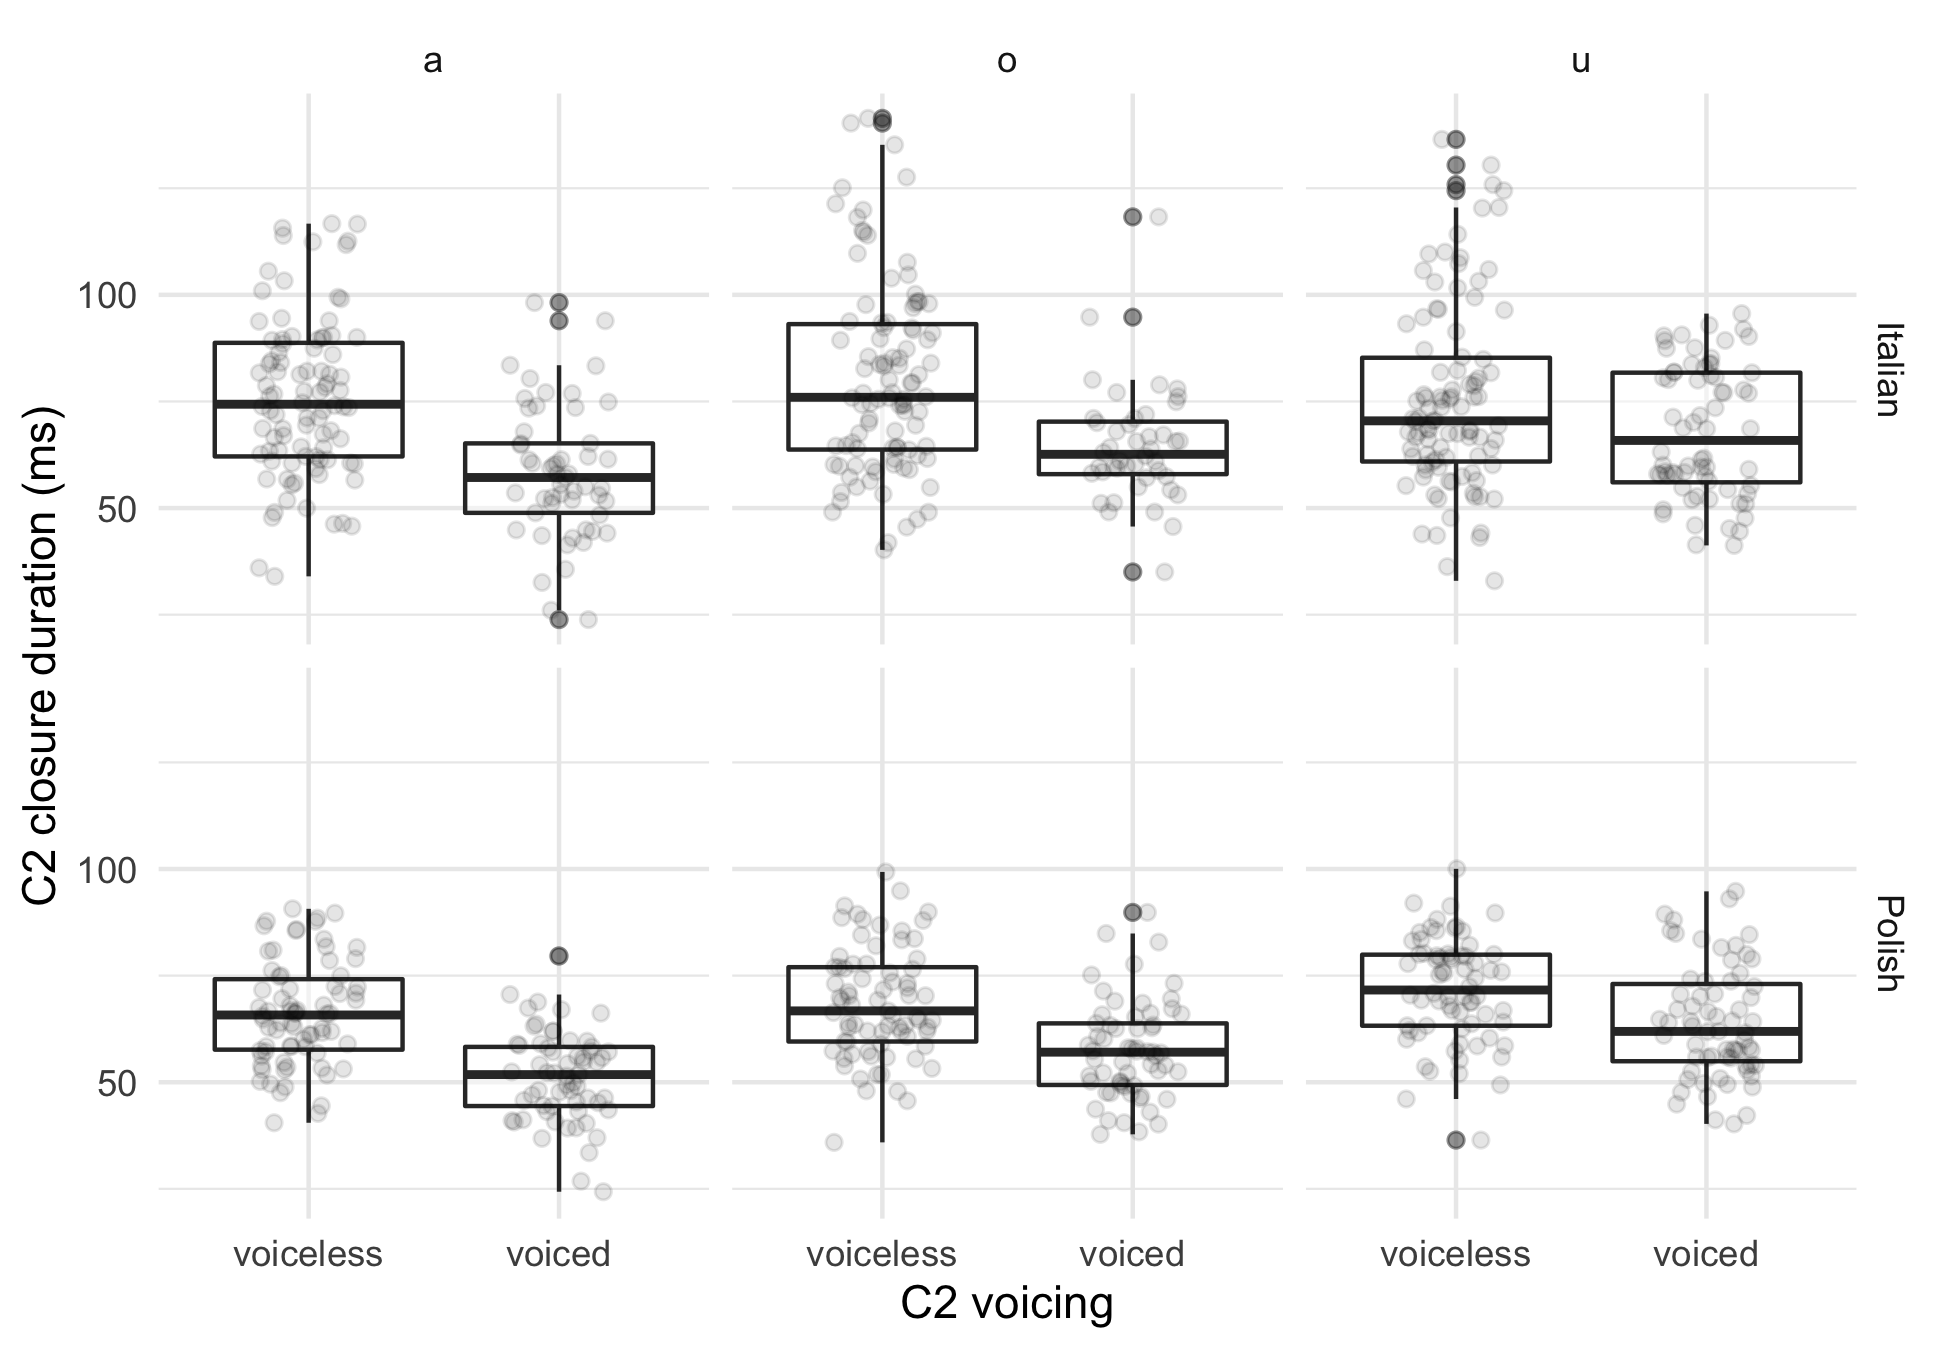 a
o
u
C2 closure duration (ms)
100
50
Italian
100
50
Polish
voiceless
voiced
voiceless
voiced
voiceless
voiced
C2 voicing